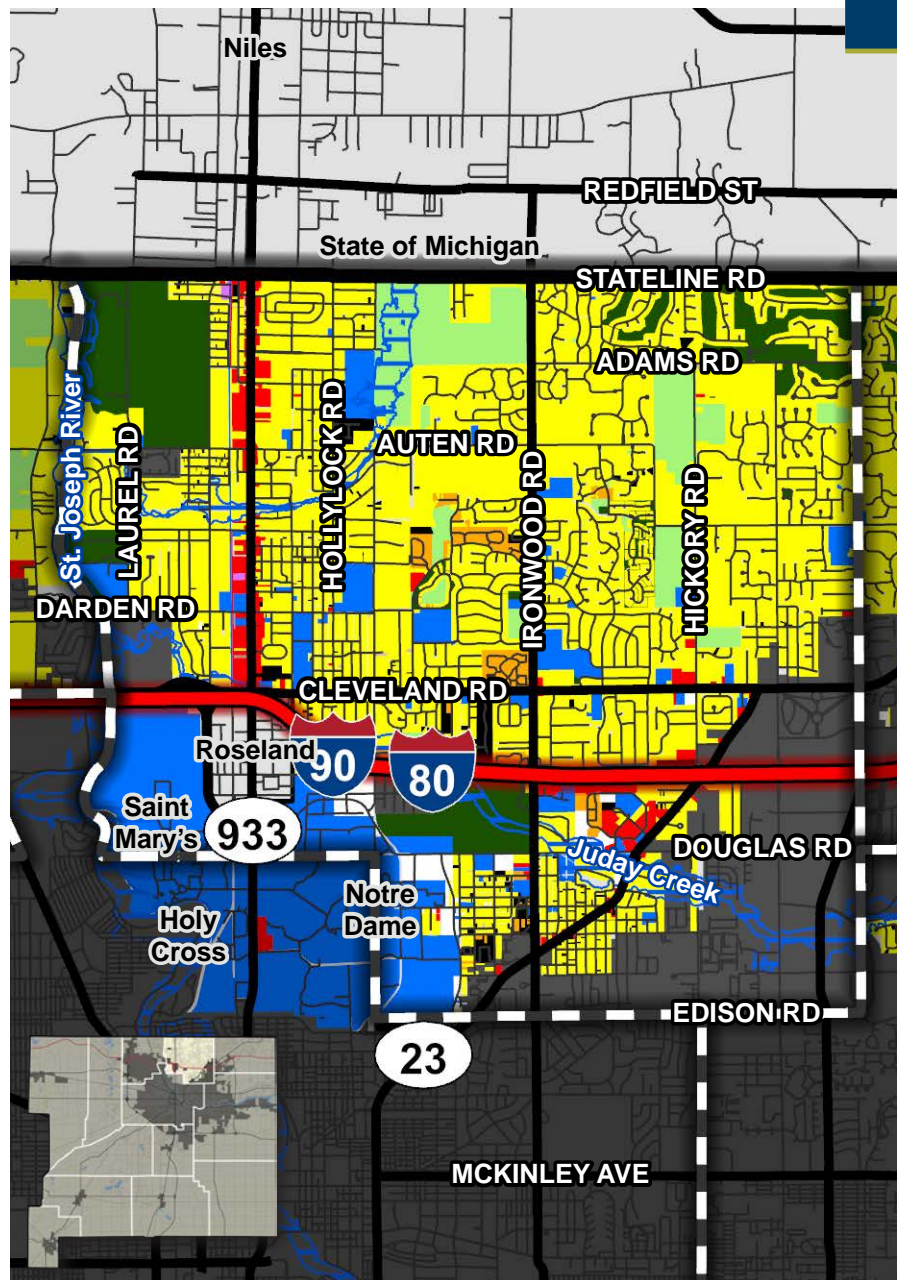 Niles
REDFIELD ST
State of Michigan
STATELINE RD
ADAMS RD
St. Joseph River
LAUREL RD
HOLLYLOCK RD
AUTEN RD
IRONWOOD RD
HICKORY RD
DARDEN RD
CLEVELAND RD
Roseland
90
80
Saint
Mary's
933
DOUGLAS RD
Juday Creek
Notre
Dame
Holy
Cross
EDISON RD
23
MCKINLEY AVE